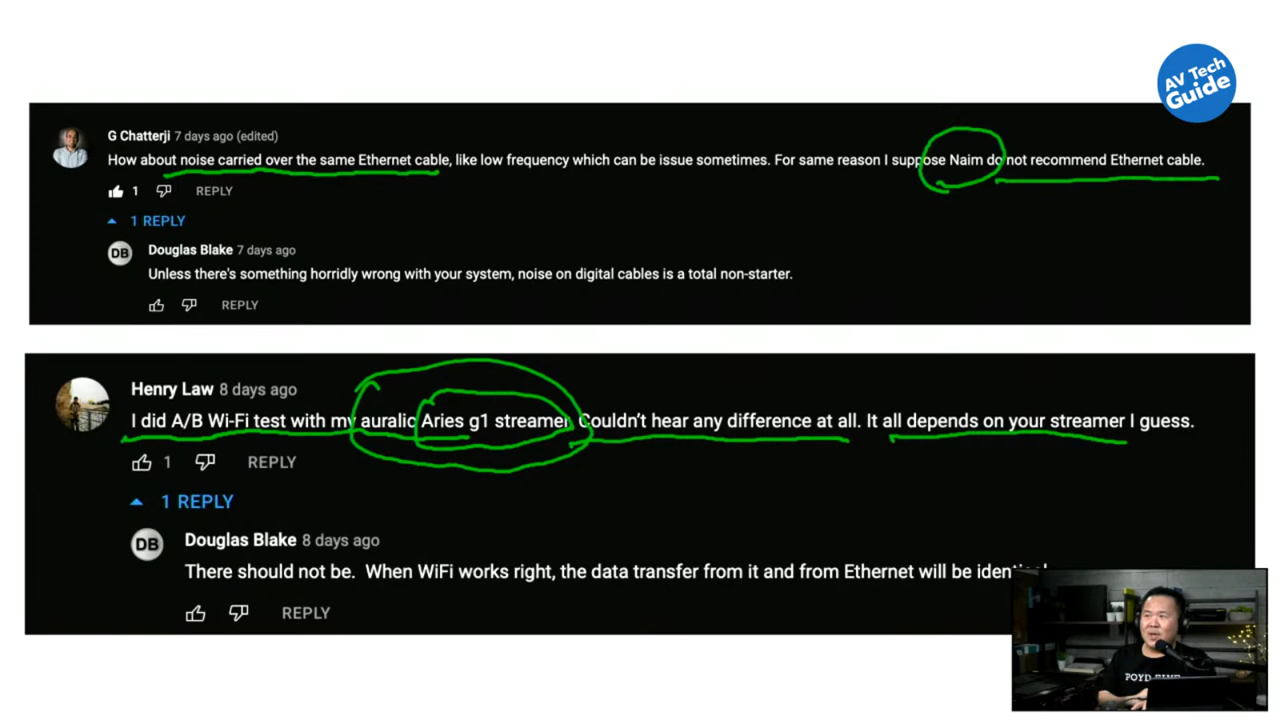 AV Tech
Guide
G Chatterji 7 days ago (edited)
How about noise carried over the same Ethernet cable, like low frequency which can be issue sometimes. For same reason I suppose Naim do not recommend Ethernet cable.
1 REPLY
1 REPLY
DB Douglas Blake 7 days ago
Unless there's something horridly wrong with your system, noise on digital cables is a total non-starter.
REPLY
Henry Law 8 days ago
I did A/B Wi-Fi test with my auralic Aries g1 streamer. Couldn't hear any difference at all. It all depends on your streamer I guess.
1 REPLY
1 REPLY
DB Douglas Blake 8 days ago
There should not be. When WiFi works right, the data transfer from it and from Ethernet will be identical
REPLY